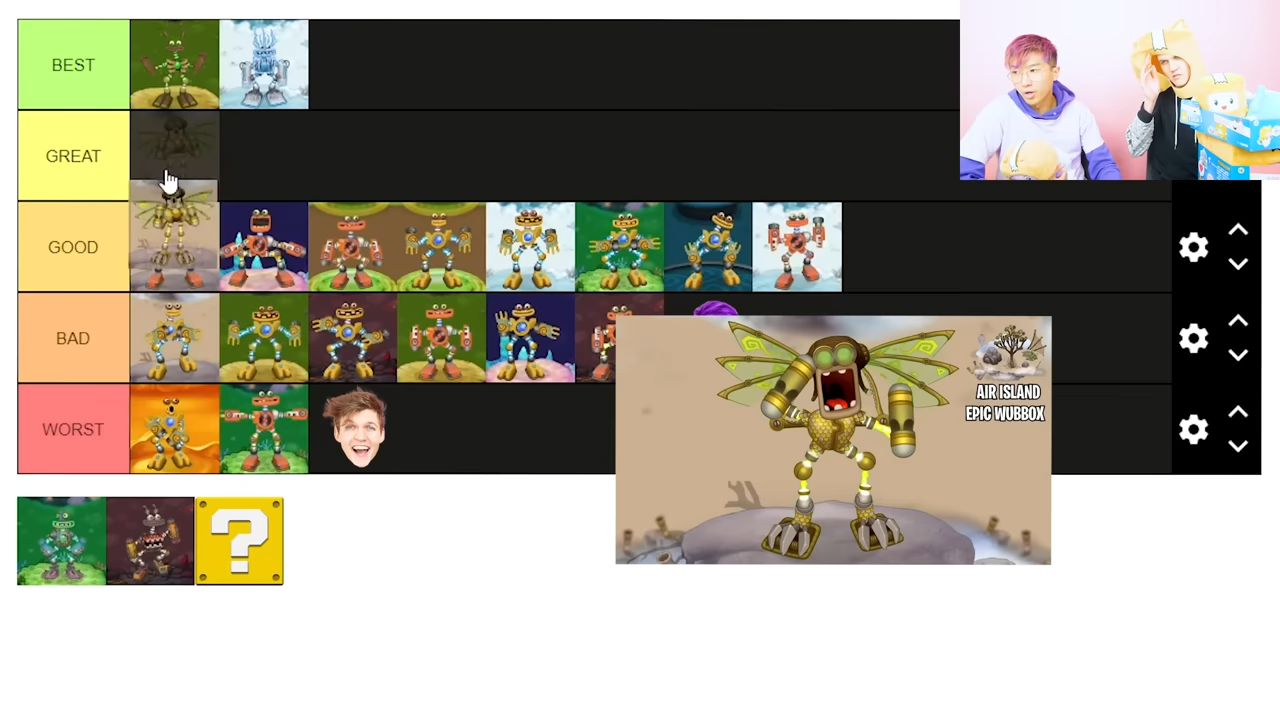 BEST
GREAT
GOOD
BAD
WORST
AIR ISLAND
EPIC WUBBOX
?